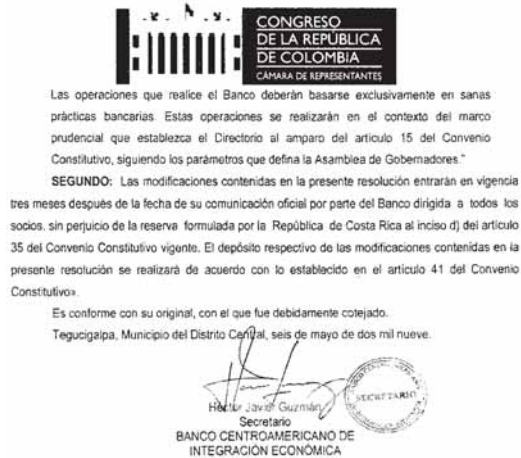 CONGRESO
DE LA REPÚBLICA
DE COLOMBIA
CÁMARA DE REPRESENTANTES
Las operaciones que realice el Banco deberán basarse exclusivamente en sanas
prácticas bancarias. Estas operaciones se realizarán en el contexto del marco
prudencial que establezca el Directorio al amparo del artículo 15 del Convenio
Constitutivo, siguiendo los parámetros que defina la Asamblea de Gobernadores."
SEGUNDO: Las modificaciones contenidas en la presente resolución entrarán en vigencia
tres meses después de la fecha de su comunicación oficial por parte del Banco dirigida a todos los
socios, sin perjuicio de la reserva formulada por la República de Costa Rica al inciso d) del artículo
35 del Convenio Constitutivo vigente. El depósito respectivo de las modificaciones contenidas en la
presente resolución se realizará de acuerdo con lo establecido en el artículo 41 del Convenio
Constitutivo».
Es conforme con su original, con el que fue debidamente cotejado.
Tegucigalpa, Municipio del Distrito Central, seis de mayo de dos mil nueve.
Héctor Javier Guzmán
SECRETARIO
Secretario
BANCO CENTROAMERICANO DE
INTEGRACIÓN ECONÓMICA